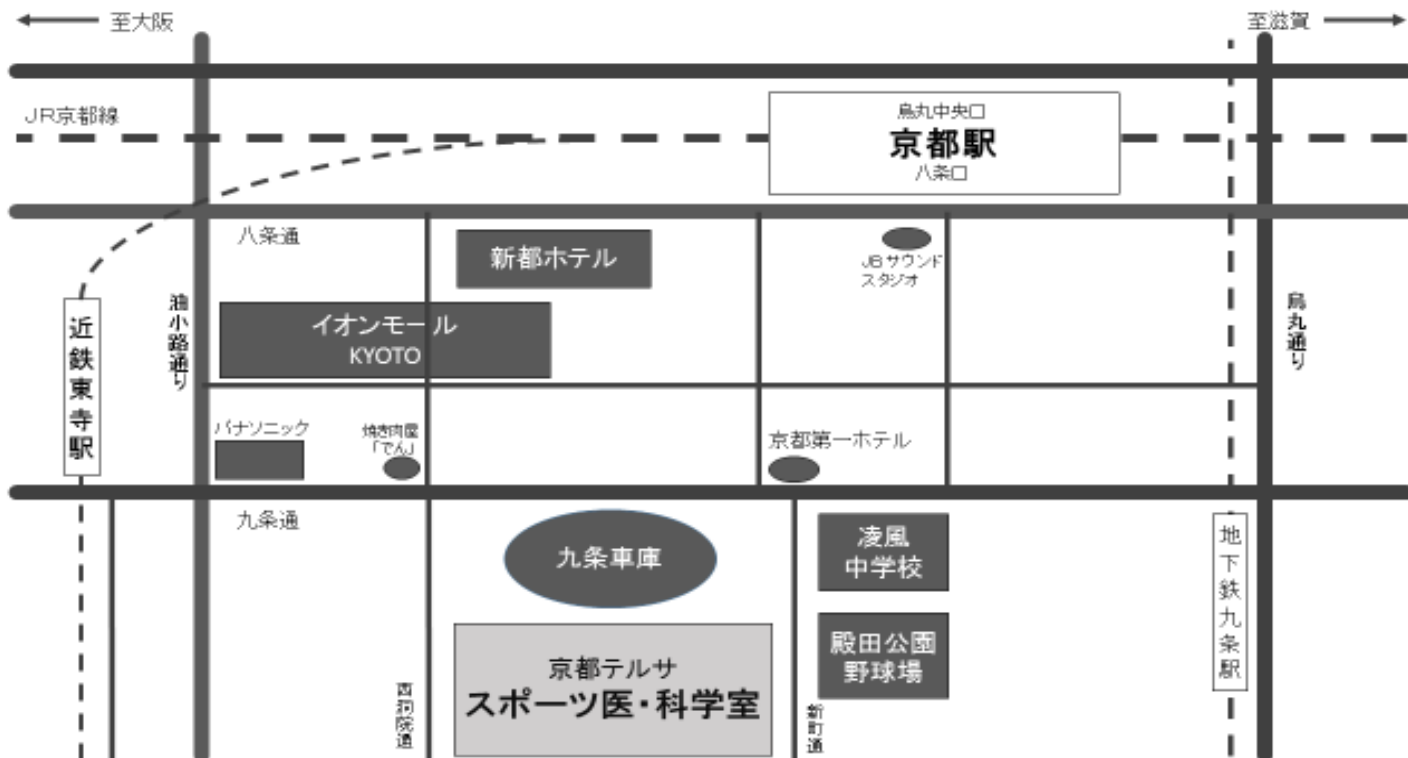 至大阪
至滋賀
JR京都線
烏丸中央口
京都駅
八条口
八条通
新都ホテル
JBサウンド
スタジオ
イオンモール
KYOTO
近鉄東寺駅
油小路通り
烏丸通り
パナソニック
焼き肉屋
「でん」
京都第一ホテル
九条通
九条車庫
凌風
中学校
地下鉄九条駅
殿田公園
野球場
京都テルサ
スポーツ医・科学室
西洞院通
新町通